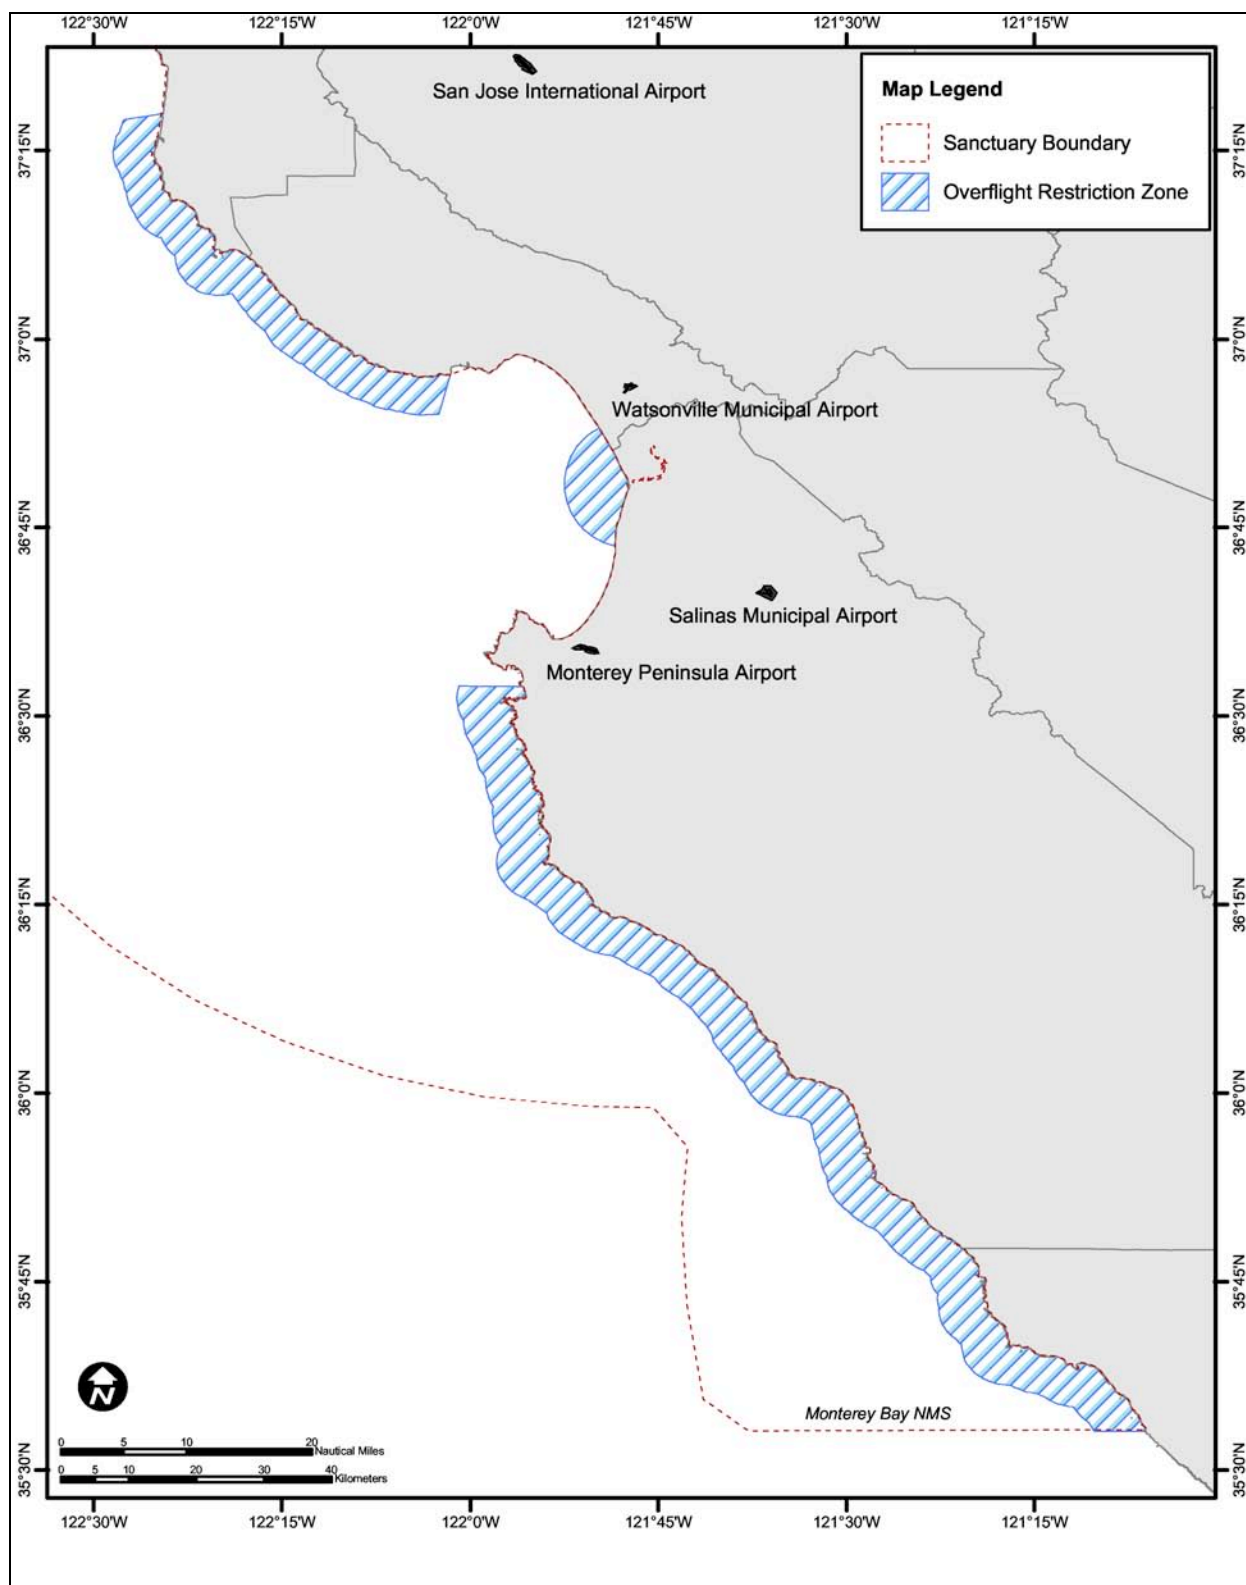 122°30'W 122°15'W 122°0'W 121°45'W 121°30'W 121°15'W
San Jose International Airport
Map Legend
Sanctuary Boundary
Overflight Restriction Zone
37°15'N 37°15'N
37°0'N 37°0'N
Watsonville Municipal Airport
36°45'N 36°45'N
Salinas Municipal Airport
Monterey Peninsula Airport
36°30'N 36°30'N
36°15'N 36°15'N
36°0'N 36°0'N
35°45'N 35°45'N
N
Monterey Bay NMS
0 5 10 20
Nautical Miles
0 5 10 20 30 40
Kilometers
35°30'N 35°30'N
122°30'W 122°15'W 122°0'W 121°45'W 121°30'W 121°15'W